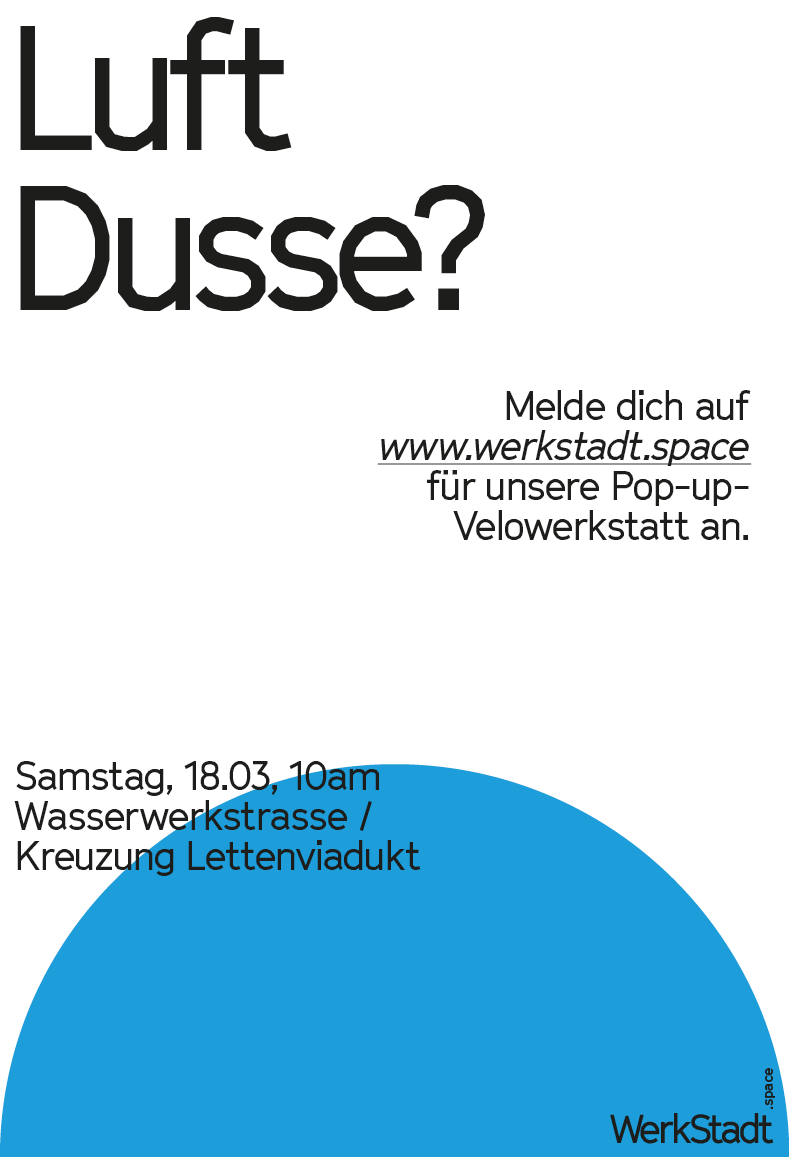 Luft
Dusse?
Melde dich auf
www.werkstadt.space
für unsere Pop-up-
Velowerkstatt an.
Samstag, 18.03, 10am
Wasserwerkstrasse /
Kreuzung Lettenviadukt
WerkStadt
.space